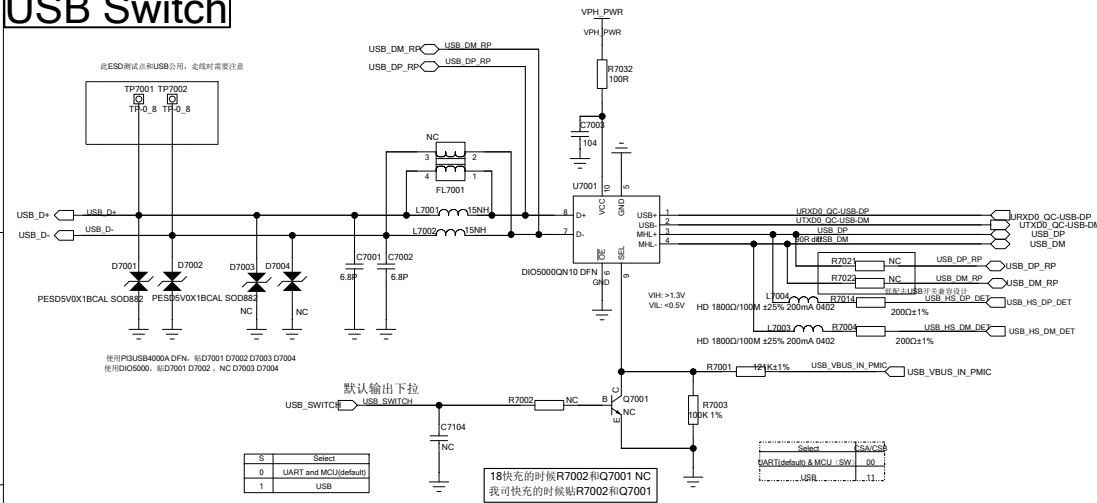 USB Switch
VPH_PWR
VPH_PWR
USB_DM_RP USB_DM_RP
USB_DP_RP USB_DP_RP
R7032
100R
此ESD测试点和USB公用，走线时需要注意
TP7001 TP7002
TP-0_8 TP-0_8
C7003
104
NC
3 2
4 1
FL7001
U7001
10 5
VCC GND
USB_D+ USB_D+
L7001 15NH
8 D+
USB+ 1
URXD0_QC-USB-DP
URXD0_QC-USB-DP
USB- 2
UTXD0_QC-USB-DM
UTXD0_QC-USB-DM
USB_D- USB_D-
L7002 15NH
7 D-
MHL+ 3
USB_DP
USB_DP
MHL- 4
90R diff
USB_DM
USB_DM
OE SEL
6 9
GND
DIO5000QN10 DFN
D7001 D7002 D7003 D7004
C7001 C7002
6.8P 6.8P
PESD5V0X1BCAL SOD882
PESD5V0X1BCAL SOD882
NC NC
R7021 NC USB_DP_RP USB_DP_RP
R7022 NC USB_DM_RP USB_DM_RP
低配去USB开关兼容设计
VIH: >1.3V
VIL: <0.5V
L7004 R7014 USB_HS_DP_DET USB_HS_DP_DET
HD 1800Ω/100M ±25% 200mA 0402
200Ω±1%
L7003 R7004 USB_HS_DM_DET USB_HS_DM_DET
HD 1800Ω/100M ±25% 200mA 0402
200Ω±1%
使用PI3USB4000A DFN，贴D7001 D7002 D7003 D7004
使用DIO5000，贴D7001 D7002 ，NC D7003 D7004
R7001 121K±1% USB_VBUS_IN_PMIC USB_VBUS_IN_PMIC
默认输出下拉
USB_SWITCH USB_SWITCH
R7002 NC
B C E
Q7001
NC
R7003
100K 1%
C7104
NC
S Select
0 UART and MCU(default)
1 USB
18快充的时候R7002和Q7001 NC
我司快充的时候贴R7002和Q7001
Select CSA/CSB
UART(default) & MCU（SW） 00
USB 11